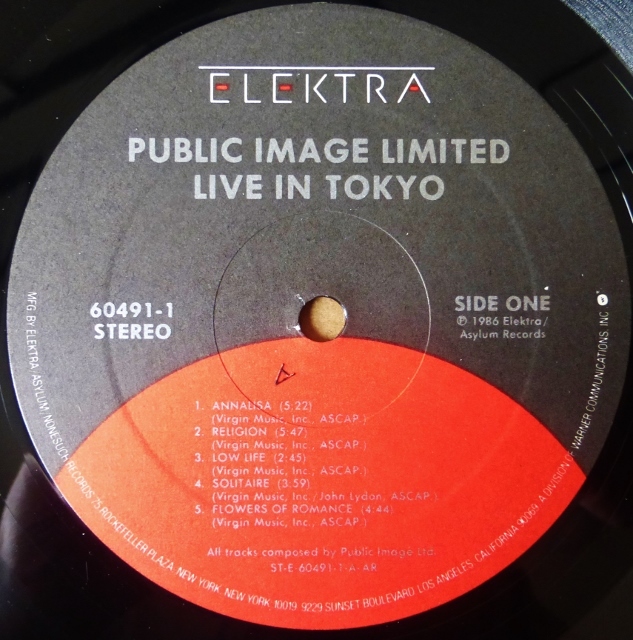 ELEKTRA
PUBLIC IMAGE LIMITED
LIVE IN TOKYO
60491-1
STEREO
SIDE ONE
℗ 1986 Elektra/
Asylum Records
A
1. ANNALISA (5:22)
(Virgin Music, Inc., ASCAP.)
2. RELIGION (5:47)
(Virgin Music, Inc., ASCAP.)
3. LOW LIFE (2:45)
(Virgin Music, Inc., ASCAP.)
4. SOLITAIRE (3:59)
(Virgin Music, Inc./John Lydon, ASCAP.)
5. FLOWERS OF ROMANCE (4:44)
(Virgin Music, Inc., ASCAP.)
All tracks composed by Public Image Ltd.
ST-E-60491-1-A-AR
MFG. BY ELEKTRA/ASYLUM/NONESUCH RECORDS 75 ROCKEFELLER PLAZA, NEW YORK, NEW YORK, 10019. 9229 SUNSET BOULEVARD, LOS ANGELES, CALIFORNIA 90069. A DIVISION OF WARNER COMMUNICATIONS, INC.